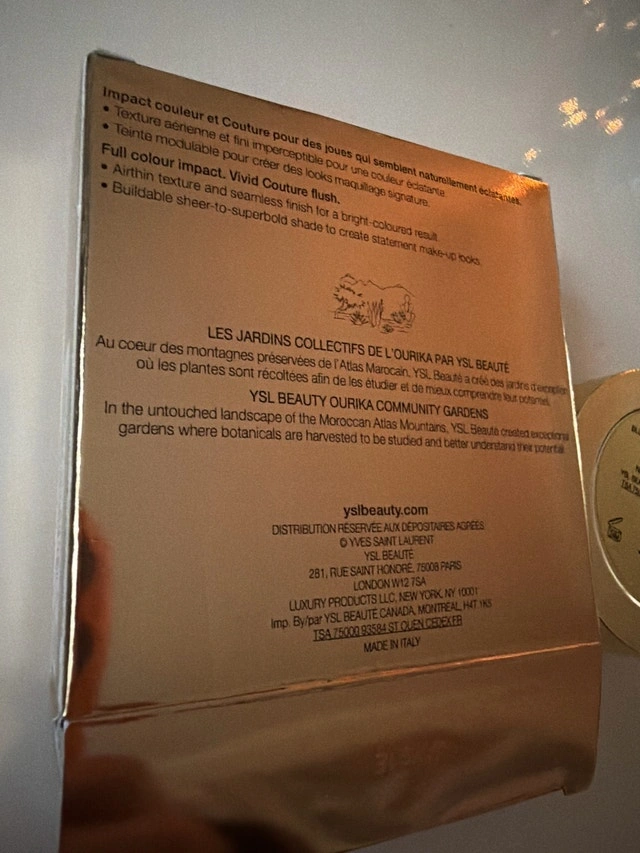 Impact couleur et Couture pour des joues qui semblent naturellement éclatantes.
• Texture aérienne et fini imperceptible pour une couleur éclatante.
• Teinte modulable pour créer des looks maquillage signature.
Full colour impact. Vivid Couture flush.
• Airthin texture and seamless finish for a bright-coloured result.
• Buildable sheer-to-superbold shade to create statement make-up looks.
LES JARDINS COLLECTIFS DE L'OURIKA PAR YSL BEAUTÉ
Au coeur des montagnes préservées de l'Atlas Marocain, YSL Beauté a créé des jardins d'exception
où les plantes sont récoltées afin de les étudier et de mieux comprendre leur potentiel.
YSL BEAUTY OURIKA COMMUNITY GARDENS
In the untouched landscape of the Moroccan Atlas Mountains, YSL Beauté created exceptional
gardens where botanicals are harvested to be studied and better understand their potential.
yslbeauty.com
DISTRIBUTION RÉSERVÉE AUX DÉPOSITAIRES AGRÉÉS
© YVES SAINT LAURENT
YSL BEAUTÉ
281, RUE SAINT HONORÉ, 75008 PARIS
LONDON W12 7SA
LUXURY PRODUCTS LLC, NEW YORK, NY 10001
Imp. By/par YSL BEAUTÉ CANADA, MONTREAL, H4T 1K5
TSA 75000 93584 ST OUEN CEDEX FR
MADE IN ITALY